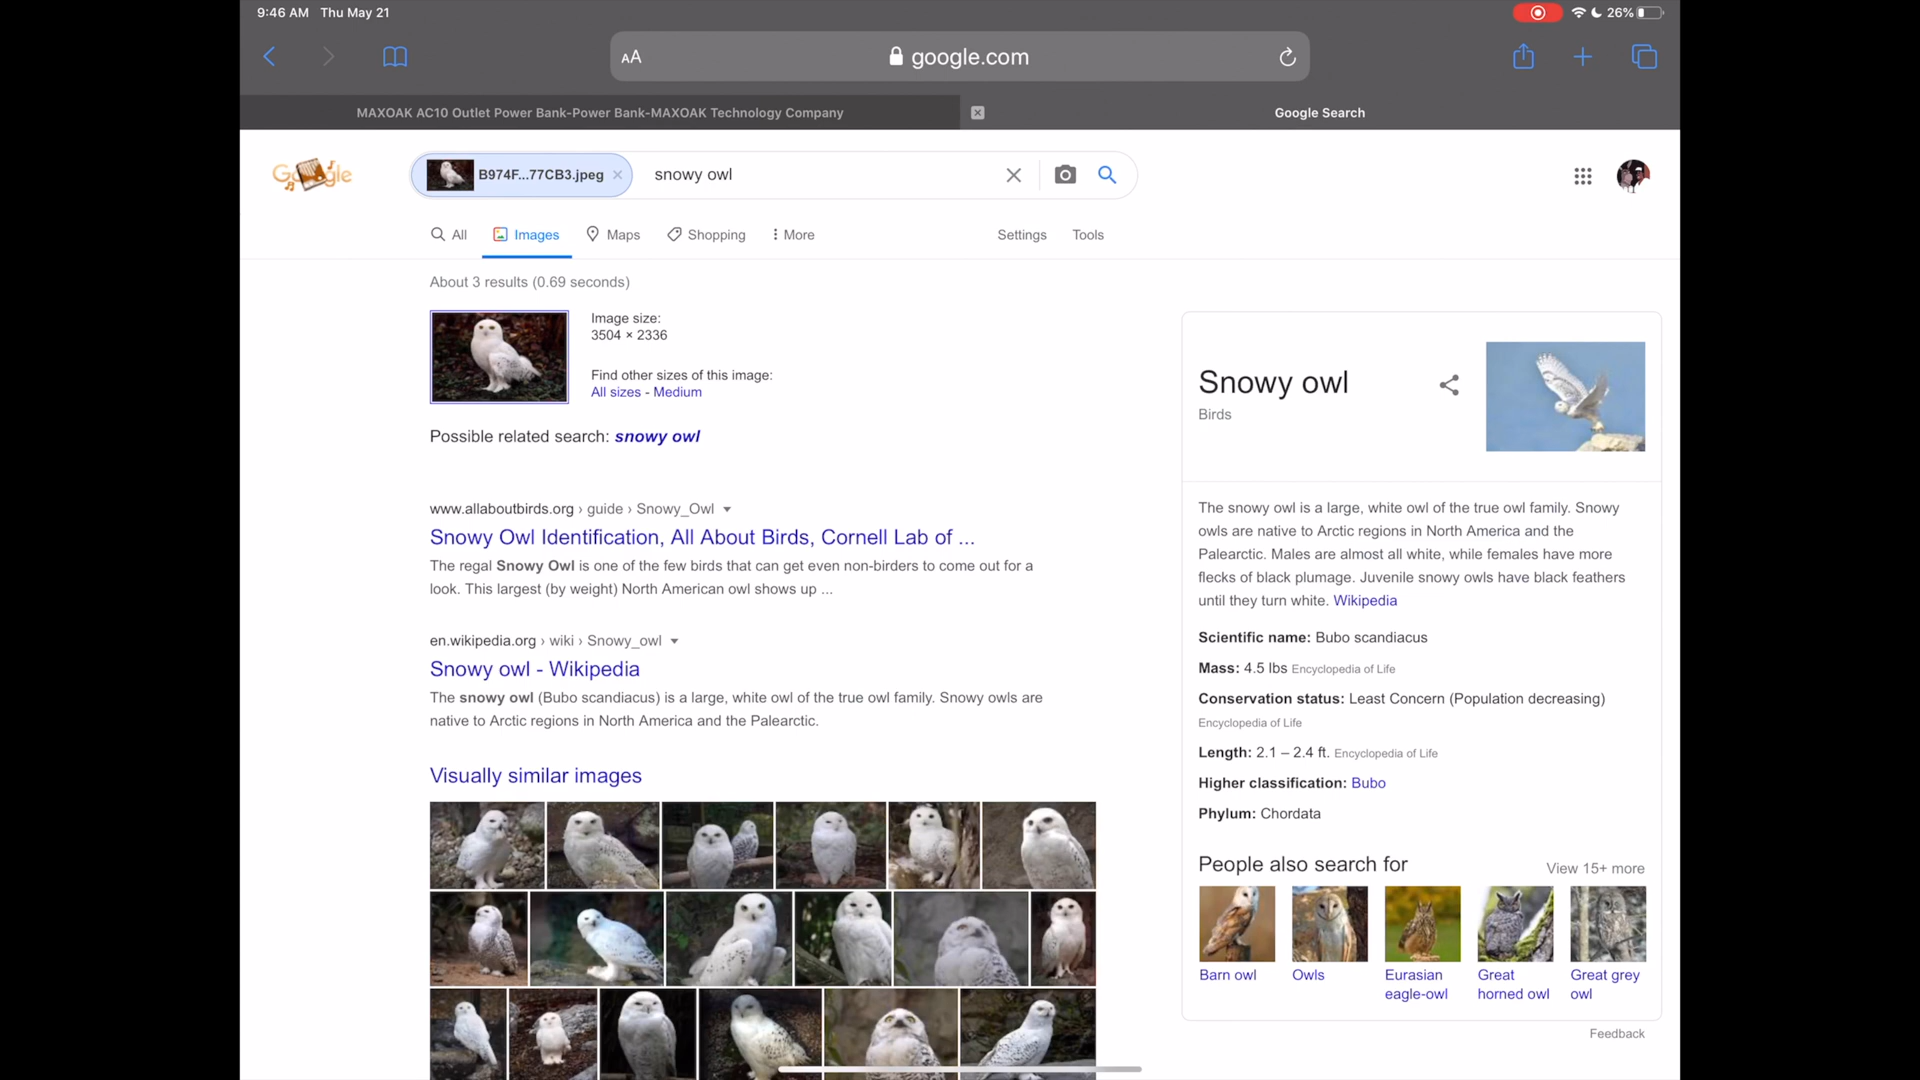 9:46 AM Thu May 21
26%
AA
google.com
MAXOAK AC10 Outlet Power Bank-Power Bank-MAXOAK Technology Company
Google Search
Google
B974F...77CB3.jpeg
snowy owl
All
Images
Maps
Shopping
More
Settings
Tools
About 3 results (0.69 seconds)
Image size:
3504 × 2336
Find other sizes of this image:
All sizes - Medium
Possible related search: snowy owl
www.allaboutbirds.org › guide › Snowy_Owl
Snowy Owl Identification, All About Birds, Cornell Lab of ...
The regal Snowy Owl is one of the few birds that can get even non-birders to come out for a
look. This largest (by weight) North American owl shows up ...
en.wikipedia.org › wiki › Snowy_owl
Snowy owl - Wikipedia
The snowy owl (Bubo scandiacus) is a large, white owl of the true owl family. Snowy owls are
native to Arctic regions in North America and the Palearctic.
Visually similar images
Snowy owl
Birds
The snowy owl is a large, white owl of the true owl family. Snowy
owls are native to Arctic regions in North America and the
Palearctic. Males are almost all white, while females have more
flecks of black plumage. Juvenile snowy owls have black feathers
until they turn white. Wikipedia
Scientific name: Bubo scandiacus
Mass: 4.5 lbs Encyclopedia of Life
Conservation status: Least Concern (Population decreasing)
Encyclopedia of Life
Length: 2.1 – 2.4 ft. Encyclopedia of Life
Higher classification: Bubo
Phylum: Chordata
People also search for
View 15+ more
Barn owl
Owls
Eurasian
eagle-owl
Great
horned owl
Great grey
owl
Feedback